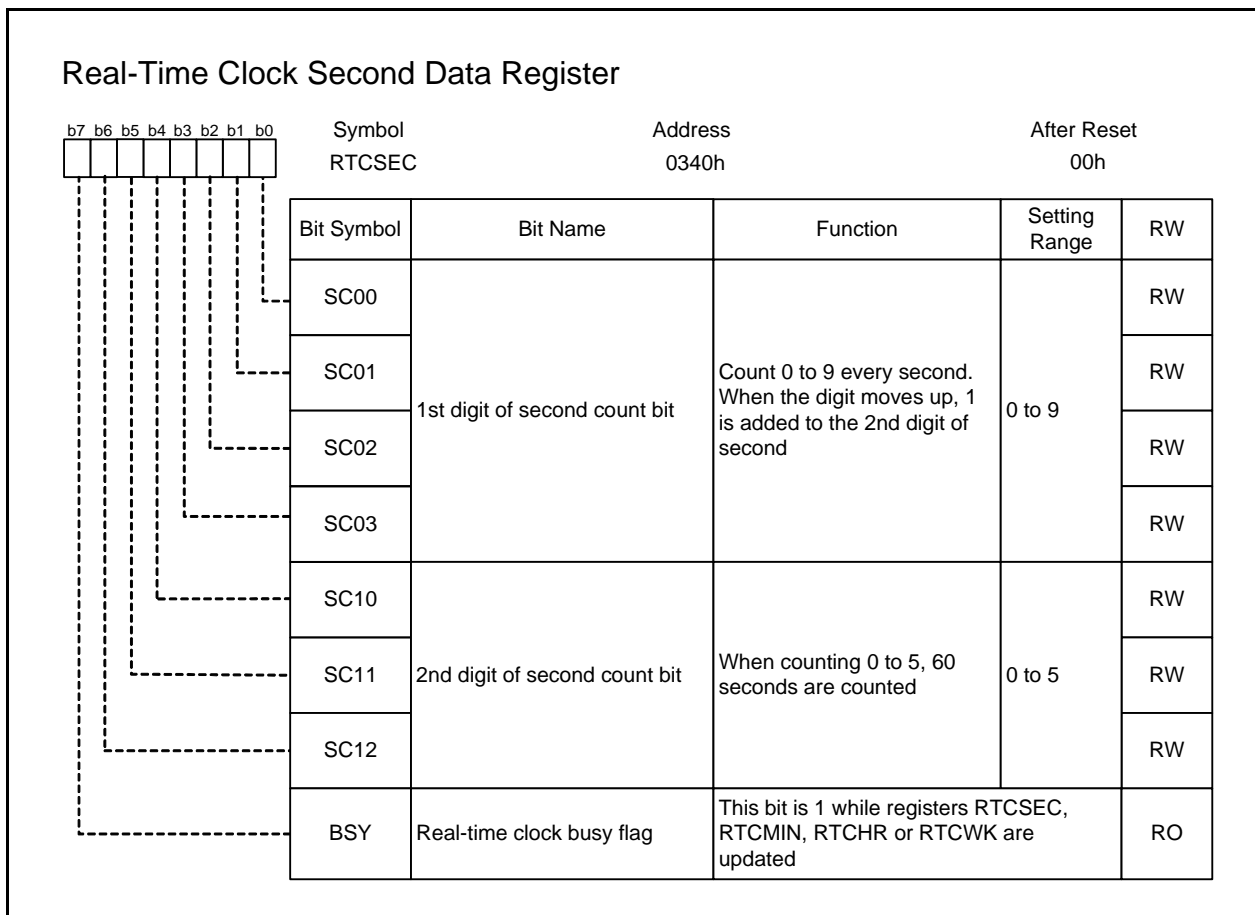 Real-Time Clock Second Data Register
b7 b6 b5 b4 b3 b2 b1 b0
Symbol Address After Reset
RTCSEC 0340h 00h
Bit Symbol Bit Name Function Setting Range RW
SC00 RW
SC01 RW
SC02 RW
SC03 RW
1st digit of second count bit
Count 0 to 9 every second.
When the digit moves up, 1
is added to the 2nd digit of
second
0 to 9
SC10 RW
SC11 RW
SC12 RW
2nd digit of second count bit
When counting 0 to 5, 60
seconds are counted
0 to 5
BSY Real-time clock busy flag
This bit is 1 while registers RTCSEC,
RTCMIN, RTCHR or RTCWK are
updated
RO